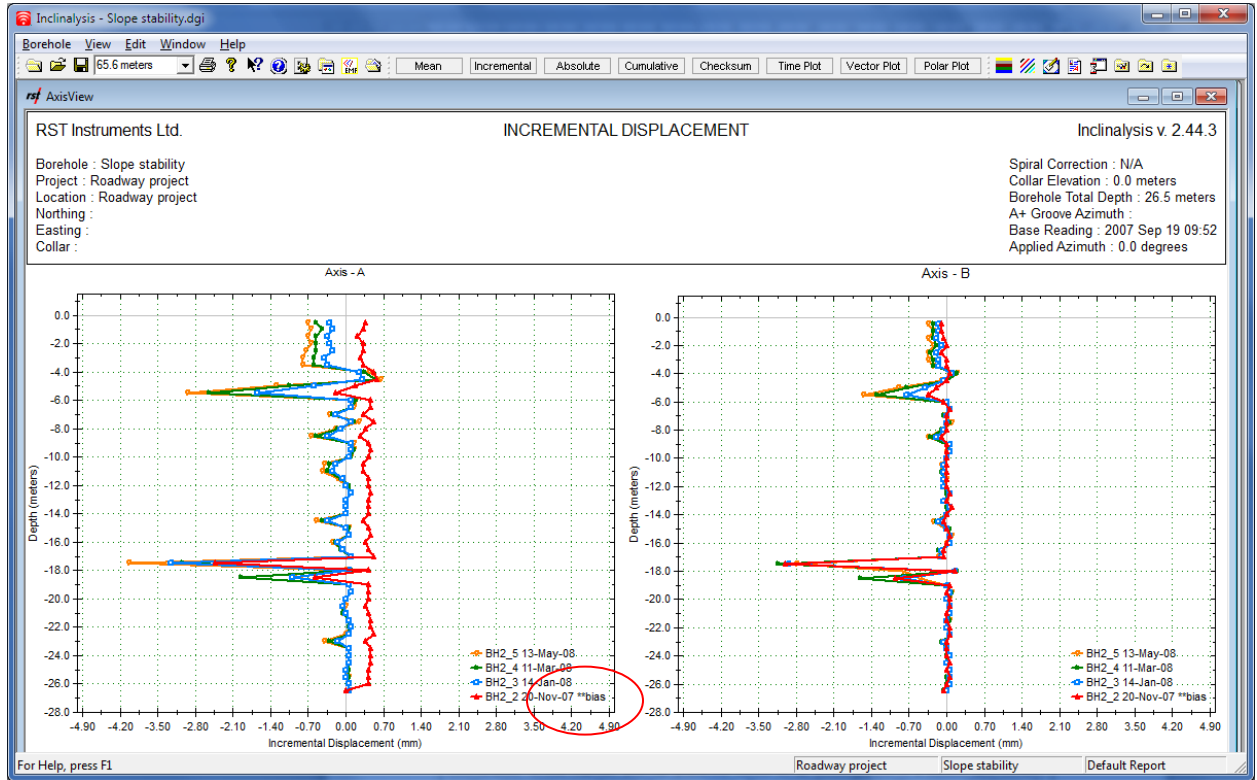 Inclinalysis - Slope stability.dgi
Borehole View Edit Window Help
65.6 meters EMF Mean Incremental Absolute Cumulative Checksum Time Plot Vector Plot Polar Plot
rst AxisView
RST Instruments Ltd. INCREMENTAL DISPLACEMENT Inclinalysis v. 2.44.3
Borehole : Slope stability
Project : Roadway project
Location : Roadway project
Northing :
Easting :
Collar :
Spiral Correction : N/A
Collar Elevation : 0.0 meters
Borehole Total Depth : 26.5 meters
A+ Groove Azimuth :
Base Reading : 2007 Sep 19 09:52
Applied Azimuth : 0.0 degrees
Axis - A
0.0
-2.0
-4.0
-6.0
-8.0
-10.0
-12.0
-14.0
-16.0
-18.0
-20.0
-22.0
-24.0
-26.0
-28.0
Depth (meters)
BH2_5 13-May-08
BH2_4 11-Mar-08
BH2_3 14-Jan-08
BH2_2 20-Nov-07 **bias
-4.90 -4.20 -3.50 -2.80 -2.10 -1.40 -0.70 0.00 0.70 1.40 2.10 2.80 3.50 4.20 4.90
Incremental Displacement (mm)
Axis - B
0.0
-2.0
-4.0
-6.0
-8.0
-10.0
-12.0
-14.0
-16.0
-18.0
-20.0
-22.0
-24.0
-26.0
-28.0
Depth (meters)
BH2_5 13-May-08
BH2_4 11-Mar-08
BH2_3 14-Jan-08
BH2_2 20-Nov-07 **bias
-4.90 -4.20 -3.50 -2.80 -2.10 -1.40 -0.70 0.00 0.70 1.40 2.10 2.80 3.50 4.20 4.90
Incremental Displacement (mm)
For Help, press F1 Roadway project Slope stability Default Report